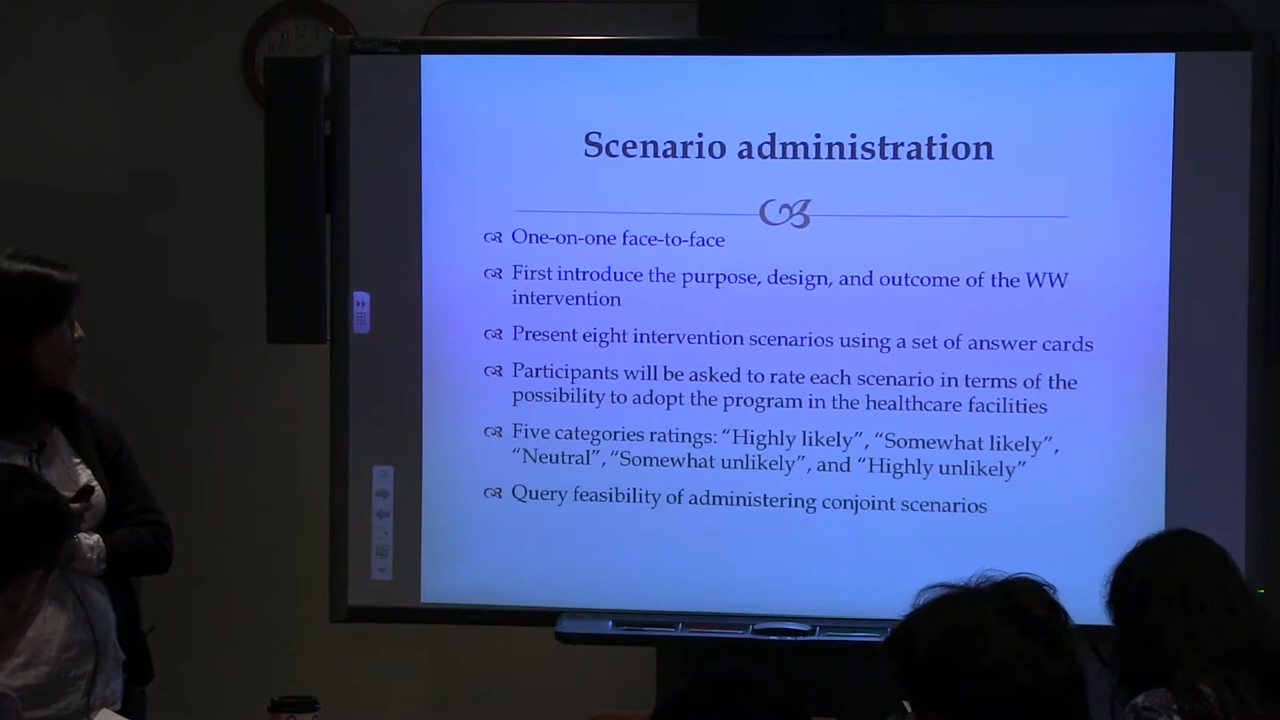 Scenario administration
One-on-one face-to-face
First introduce the purpose, design, and outcome of the WW
intervention
Present eight intervention scenarios using a set of answer cards
Participants will be asked to rate each scenario in terms of the
possibility to adopt the program in the healthcare facilities
Five categories ratings: “Highly likely”, “Somewhat likely”,
“Neutral”, “Somewhat unlikely”, and “Highly unlikely”
Query feasibility of administering conjoint scenarios